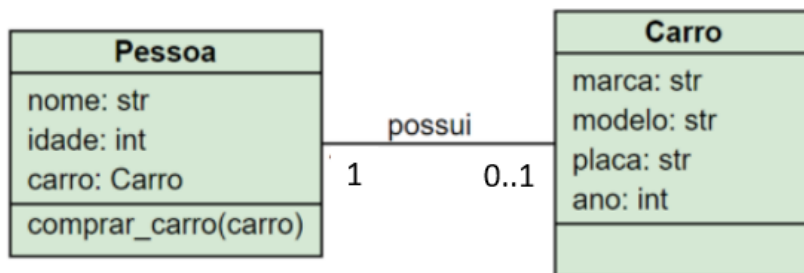 Pessoa
nome: str
idade: int
carro: Carro
comprar_carro(carro)
possui
1
0..1
Carro
marca: str
modelo: str
placa: str
ano: int